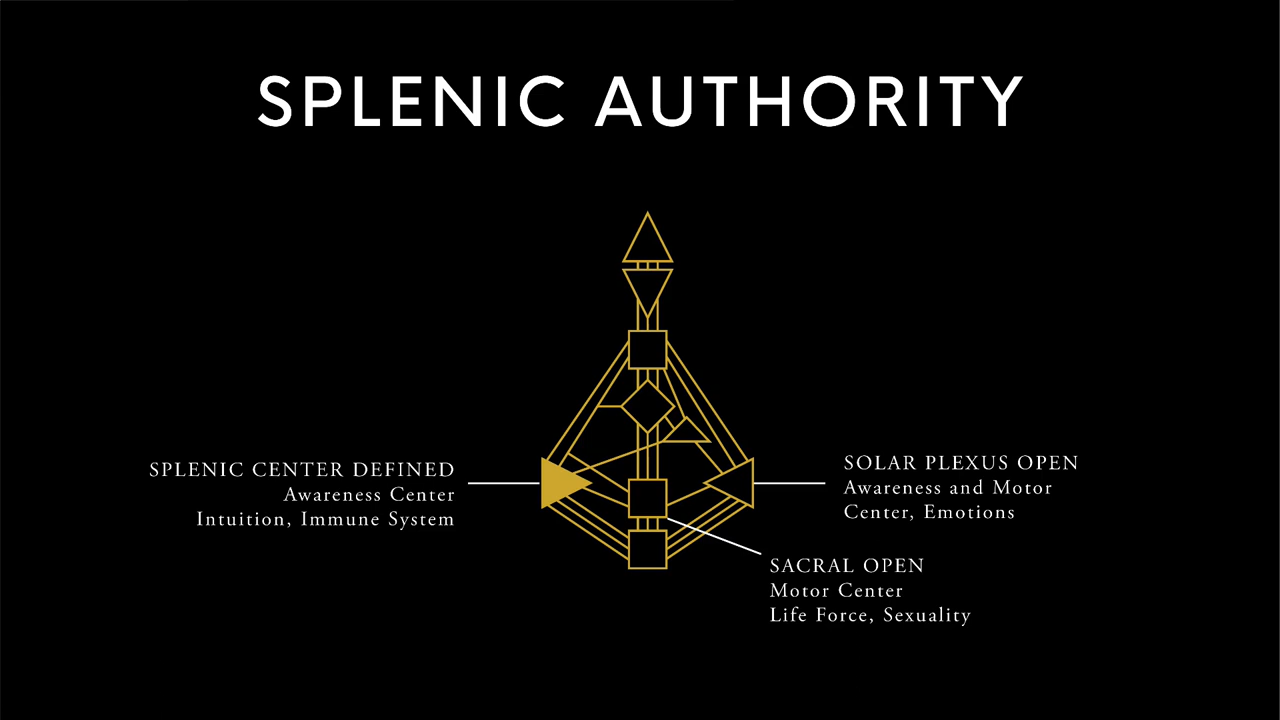 SPLENIC AUTHORITY
SPLENIC CENTER DEFINED
Awareness Center
Intuition, Immune System
SOLAR PLEXUS OPEN
Awareness and Motor
Center, Emotions
SACRAL OPEN
Motor Center
Life Force, Sexuality